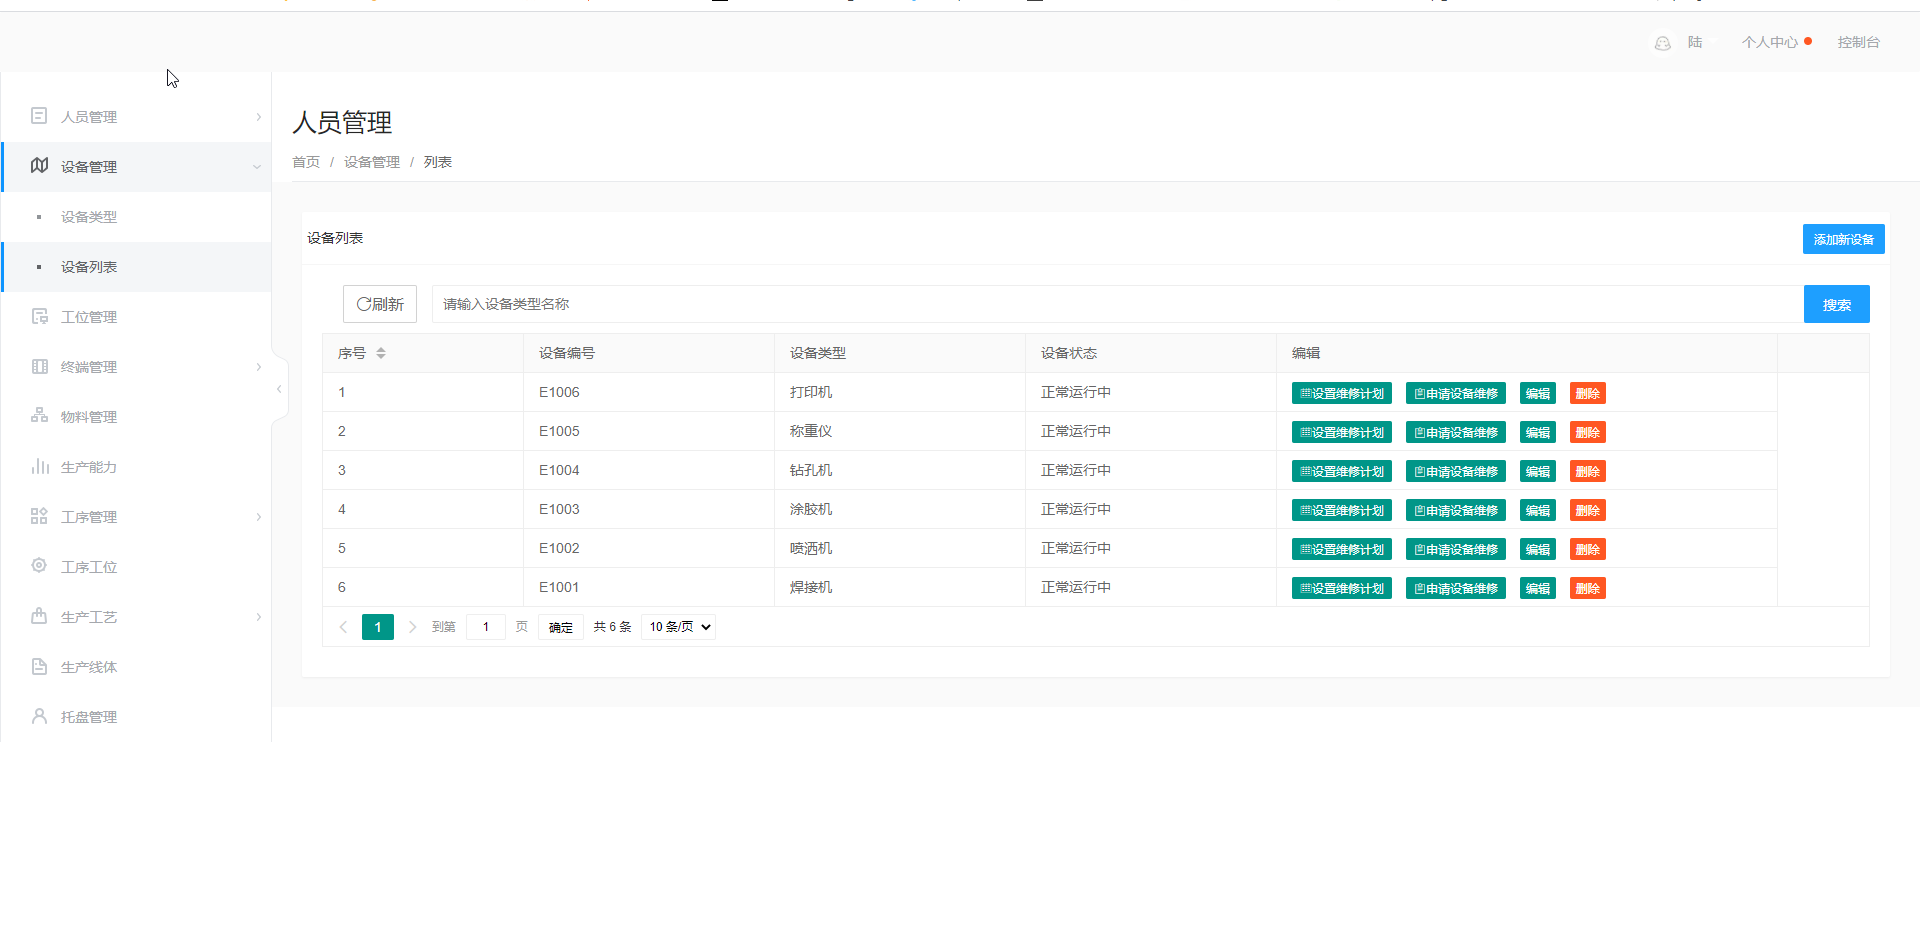 陆 个人中心 控制台
人员管理
设备管理
设备类型
设备列表
工位管理
终端管理
物料管理
生产能力
工序管理
工序工位
生产工艺
生产线体
托盘管理
人员管理
首页 / 设备管理 / 列表
设备列表 添加新设备
刷新 请输入设备类型名称 搜索
序号 设备编号 设备类型 设备状态 编辑
1 E1006 打印机 正常运行中 设置维修计划 申请设备维修 编辑 删除
2 E1005 称重仪 正常运行中 设置维修计划 申请设备维修 编辑 删除
3 E1004 钻孔机 正常运行中 设置维修计划 申请设备维修 编辑 删除
4 E1003 涂胶机 正常运行中 设置维修计划 申请设备维修 编辑 删除
5 E1002 喷洒机 正常运行中 设置维修计划 申请设备维修 编辑 删除
6 E1001 焊接机 正常运行中 设置维修计划 申请设备维修 编辑 删除
1 到第 1 页 确定 共 6 条 10 条/页